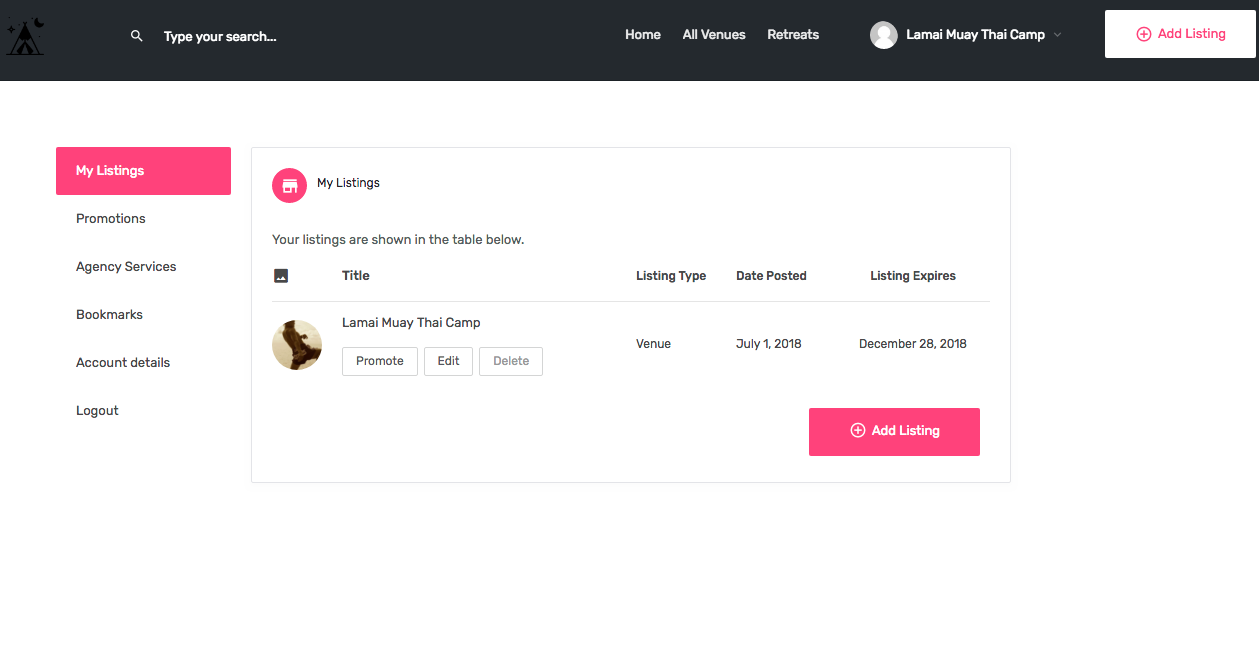 Type your search...
Home
All Venues
Retreats
Lamai Muay Thai Camp
Add Listing
My Listings
Promotions
Agency Services
Bookmarks
Account details
Logout
My Listings
Your listings are shown in the table below.
Title Listing Type Date Posted Listing Expires
Lamai Muay Thai Camp
Promote Edit Delete
Venue July 1, 2018 December 28, 2018
Add Listing